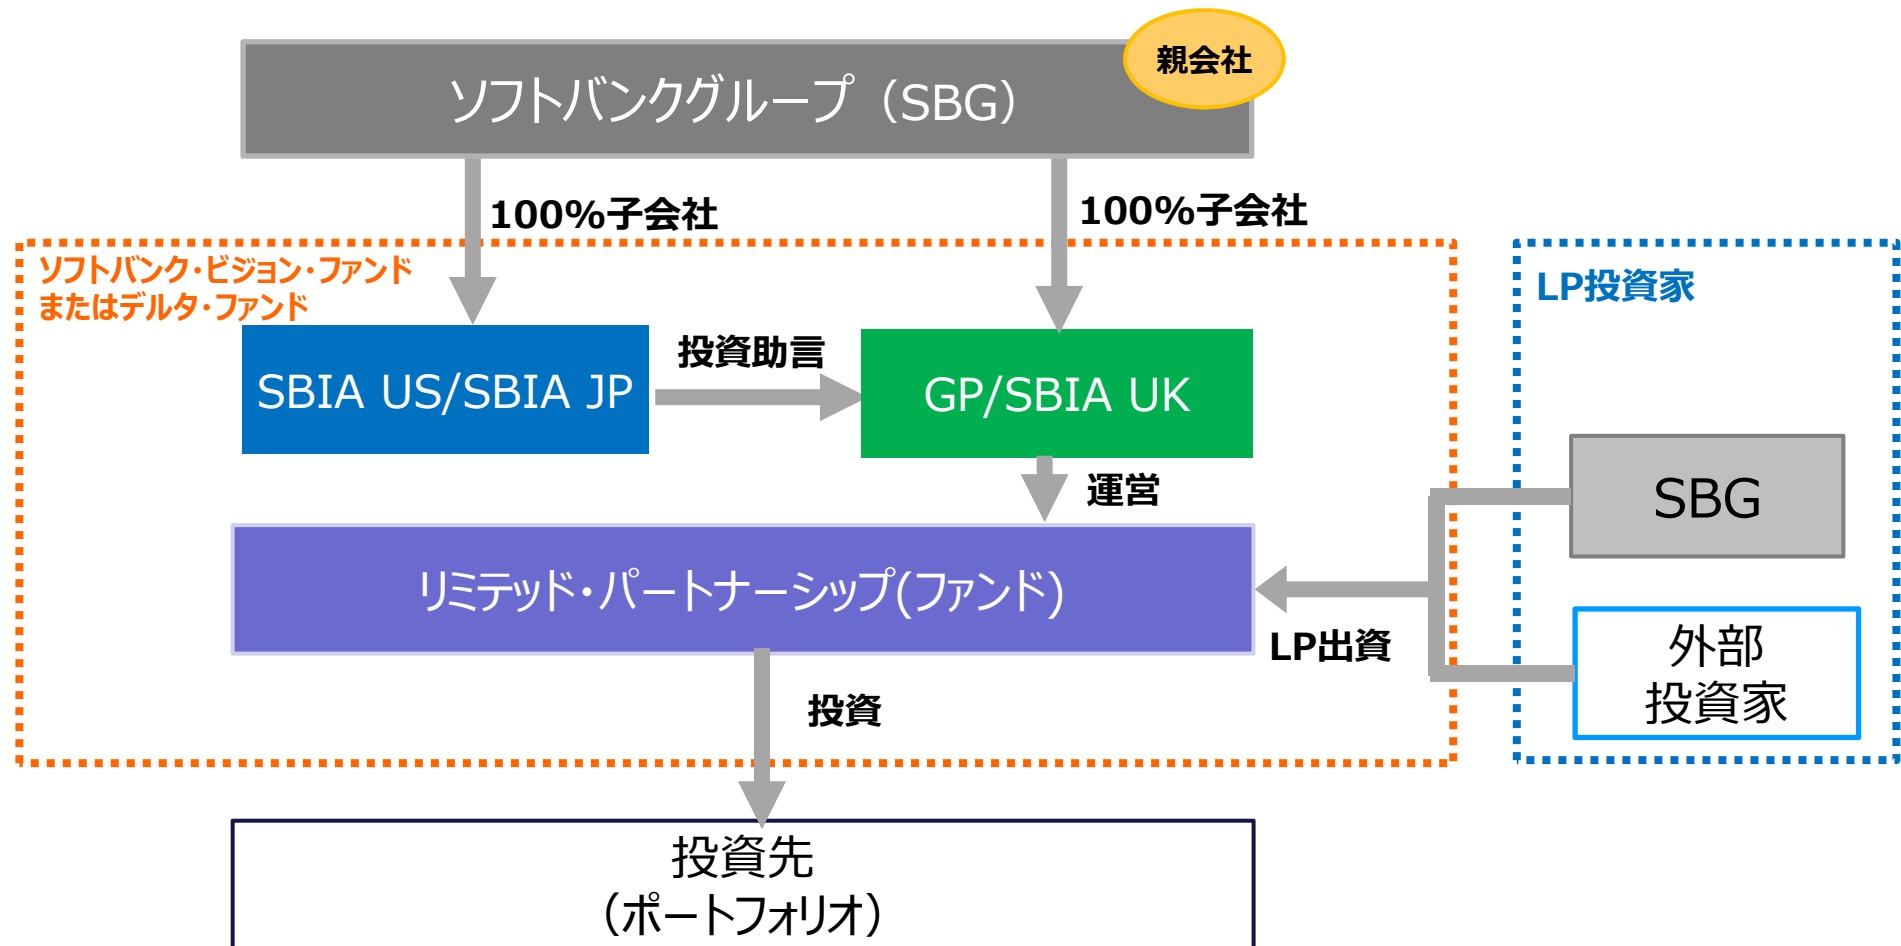 親会社
ソフトバンクグループ（SBG）
100%子会社
100%子会社
ソフトバンク・ビジョン・ファンド
またはデルタ・ファンド
LP投資家
投資助言
SBIA US/SBIA JP
GP/SBIA UK
運営
SBG
リミテッド・パートナーシップ(ファンド)
LP出資
外部
投資家
投資
投資先
（ポートフォリオ）